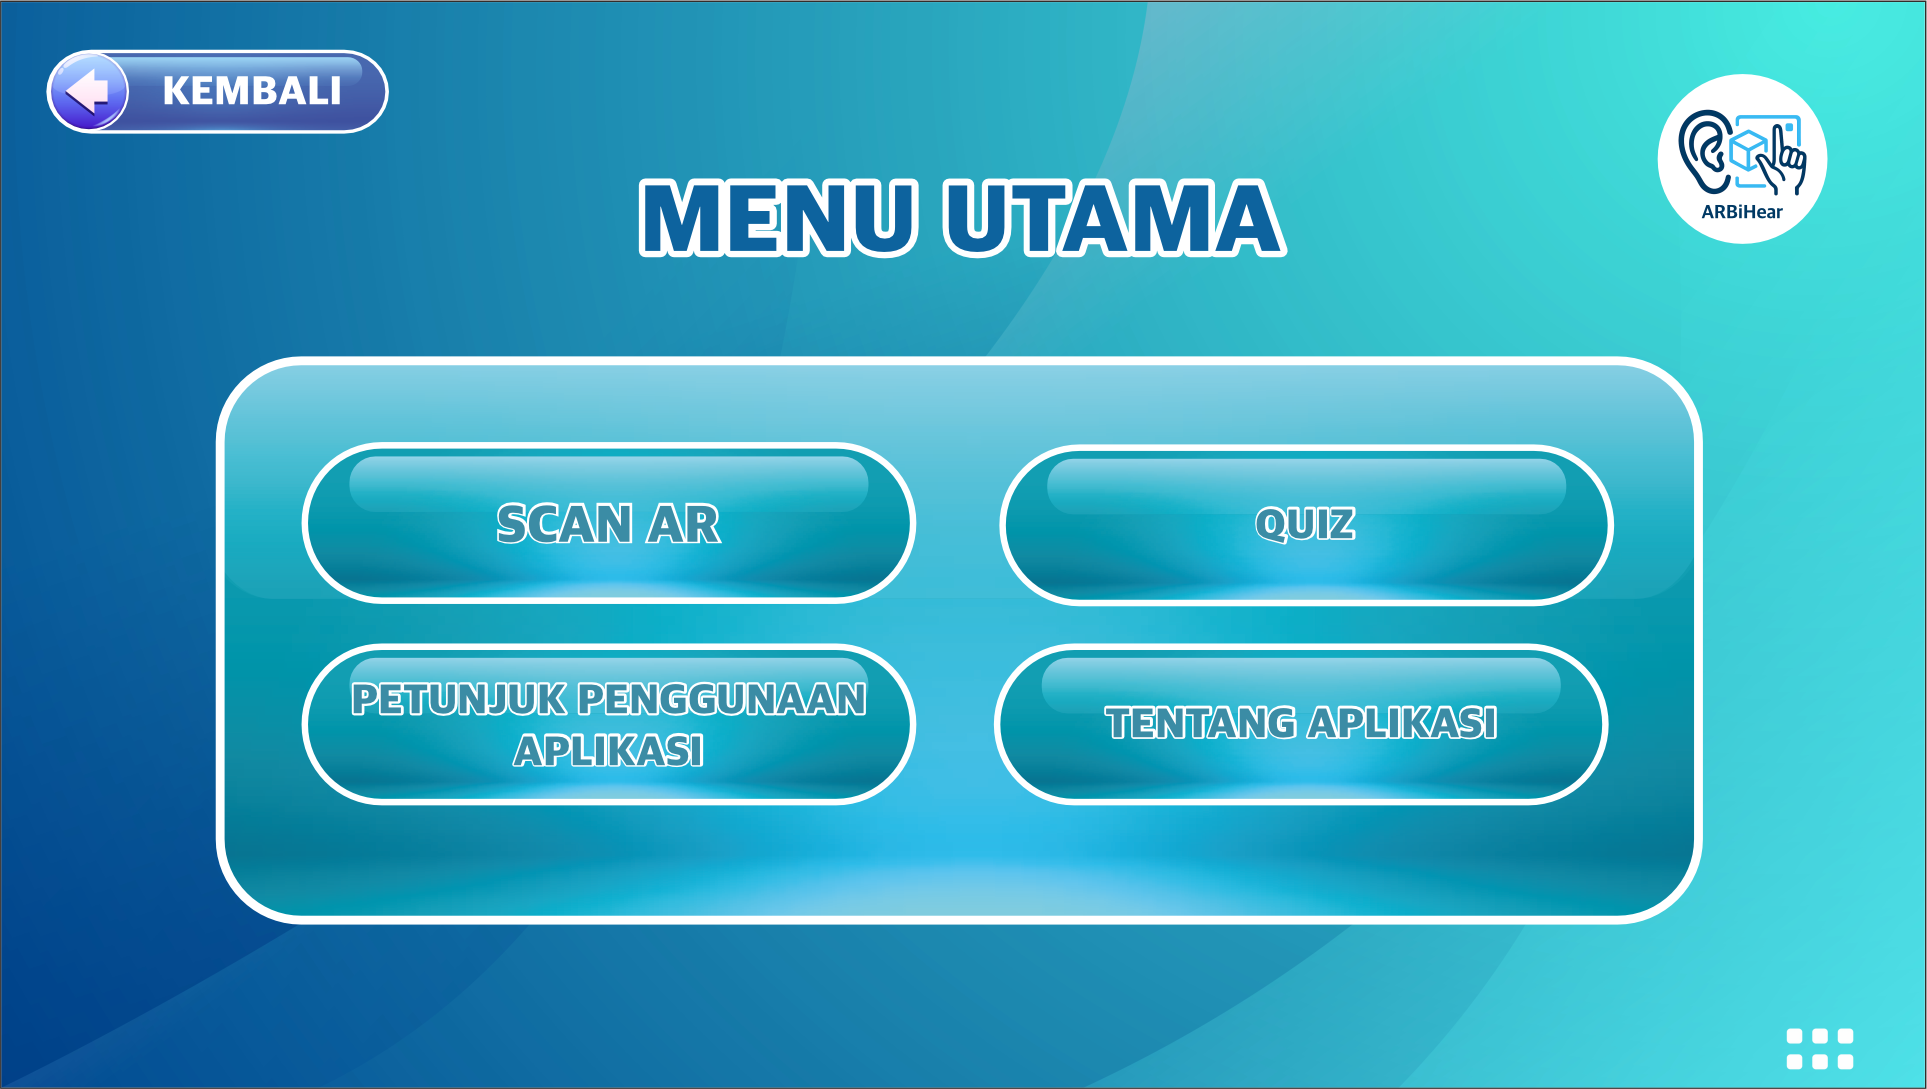 KEMBALI
ARBiHear
MENU UTAMA
SCAN AR
QUIZ
PETUNJUK PENGGUNAAN
APLIKASI
TENTANG APLIKASI